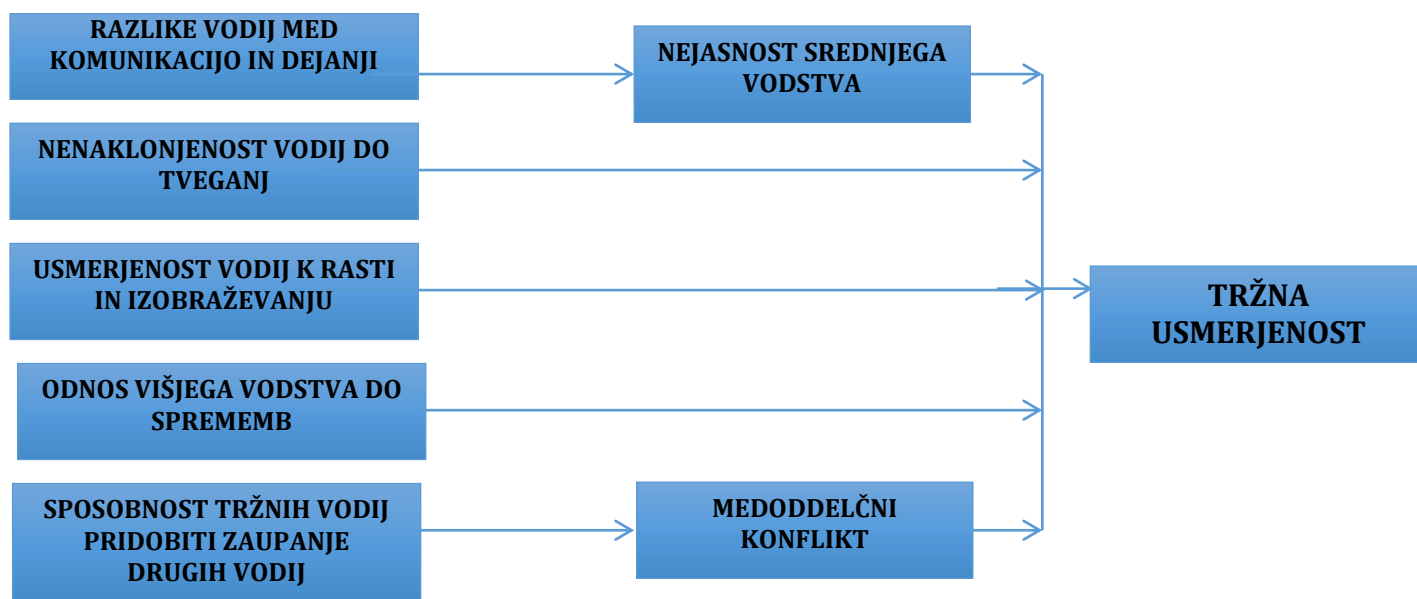 RAZLIKE VODIJ MED
KOMUNIKACIJO IN DEJANJI
NEJASNOST SREDNJEGA
VODSTVA
NENAKLONJENOST VODIJ DO
TVEGANJ
USMERJENOST VODIJ K RASTI
IN IZOBRAŽEVANJU
TRŽNA
USMERJENOST
ODNOS VIŠJEGA VODSTVA DO
SPREMEMB
SPOSOBNOST TRŽNIH VODIJ
PRIDOBITI ZAUPANJE
DRUGIH VODIJ
MEDODDELČNI
KONFLIKT